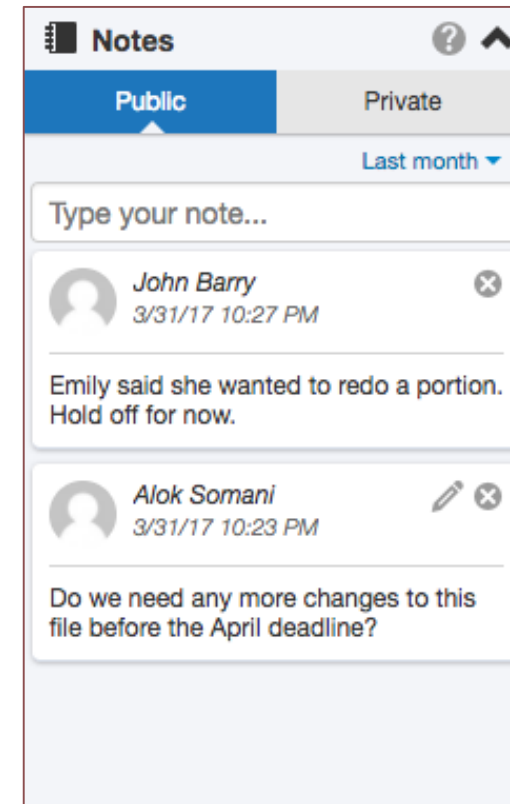 Notes
Public
Private
Last month
Type your note...
John Barry
3/31/17 10:27 PM
Emily said she wanted to redo a portion.
Hold off for now.
Alok Somani
3/31/17 10:23 PM
Do we need any more changes to this
file before the April deadline?